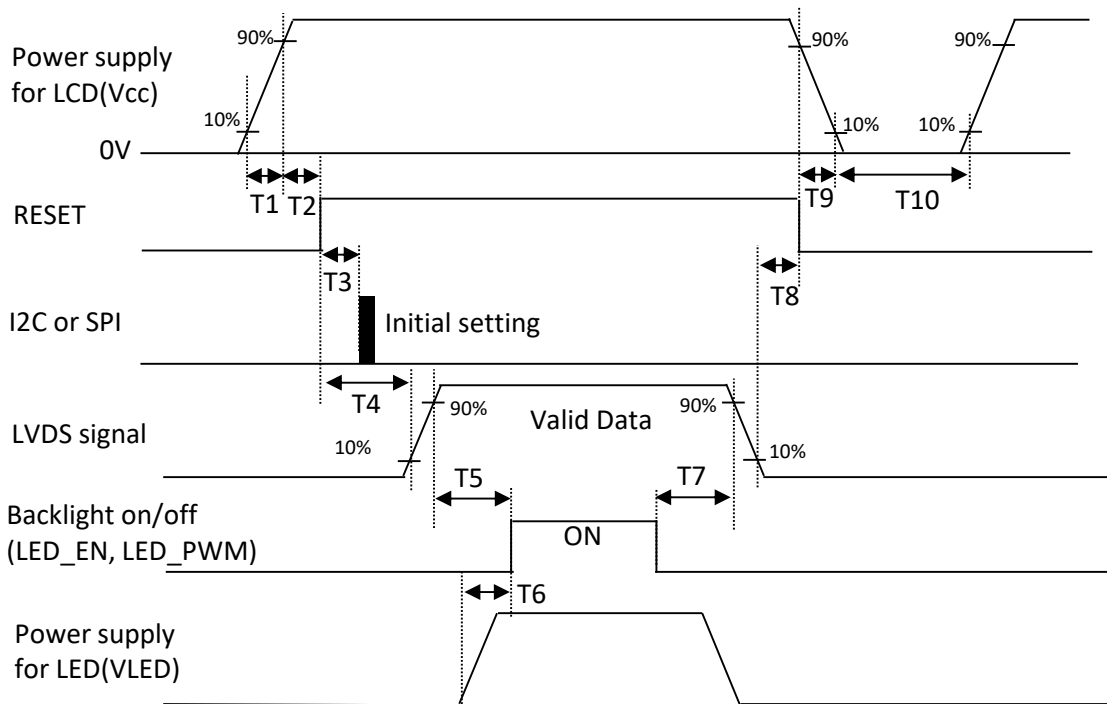 90%
90%
90%
Power supply
for LCD(Vcc)
10%
10%
10%
0V
T1
T2
T9
T10
RESET
T3
T8
I2C or SPI
Initial setting
T4
90%
Valid Data
90%
LVDS signal
10%
10%
T5
T7
Backlight on/off
(LED_EN, LED_PWM)
ON
T6
Power supply
for LED(VLED)